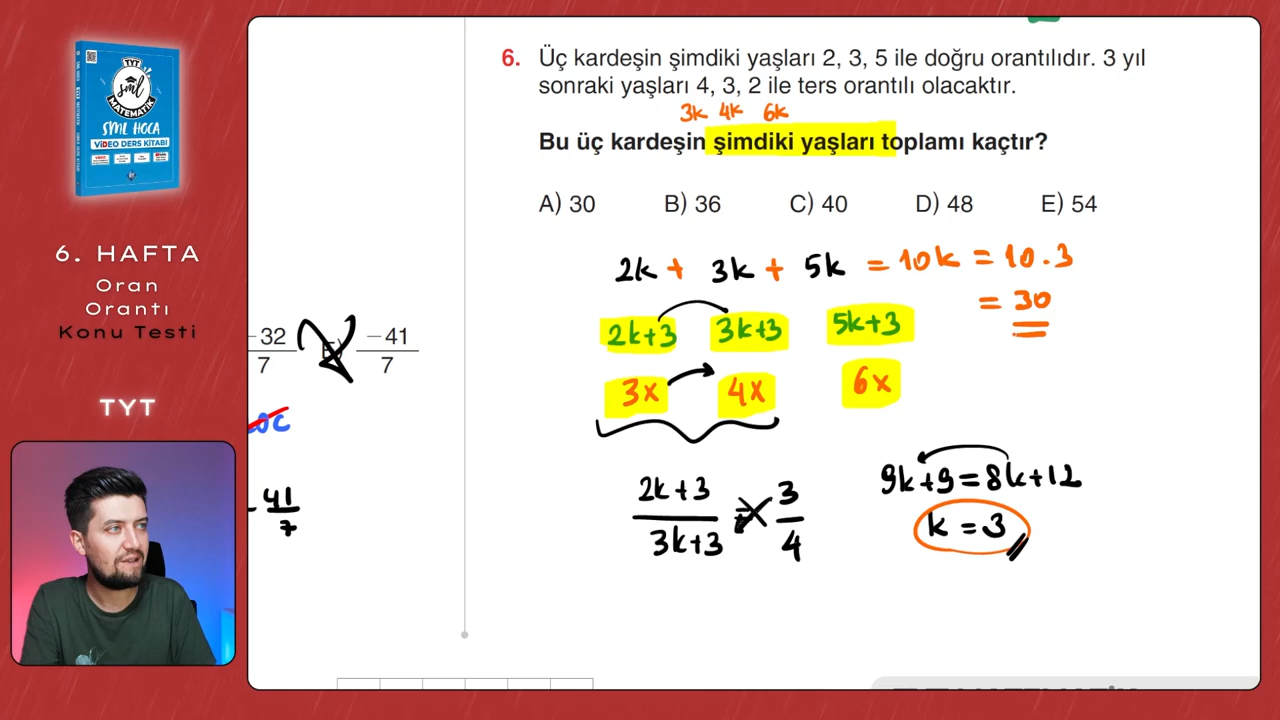 TYT
sml
MATEMATİK
SML HOCA
VİDEO DERS KİTABI
6. HAFTA
Oran
Orantı
Konu Testi
TYT
-32
7
E)
-41
7
41
7
6. Üç kardeşin şimdiki yaşları 2, 3, 5 ile doğru orantılıdır. 3 yıl
sonraki yaşları 4, 3, 2 ile ters orantılı olacaktır.
3k 4k 6k
Bu üç kardeşin şimdiki yaşları toplamı kaçtır?
A) 30 B) 36 C) 40 D) 48 E) 54
2k + 3k + 5k = 10k = 10.3
= 30
2k+3 3k+3 5k+3
3x 4x 6x
2k+3
3k+3
=
3
4
9k+9=8k+12
k=3